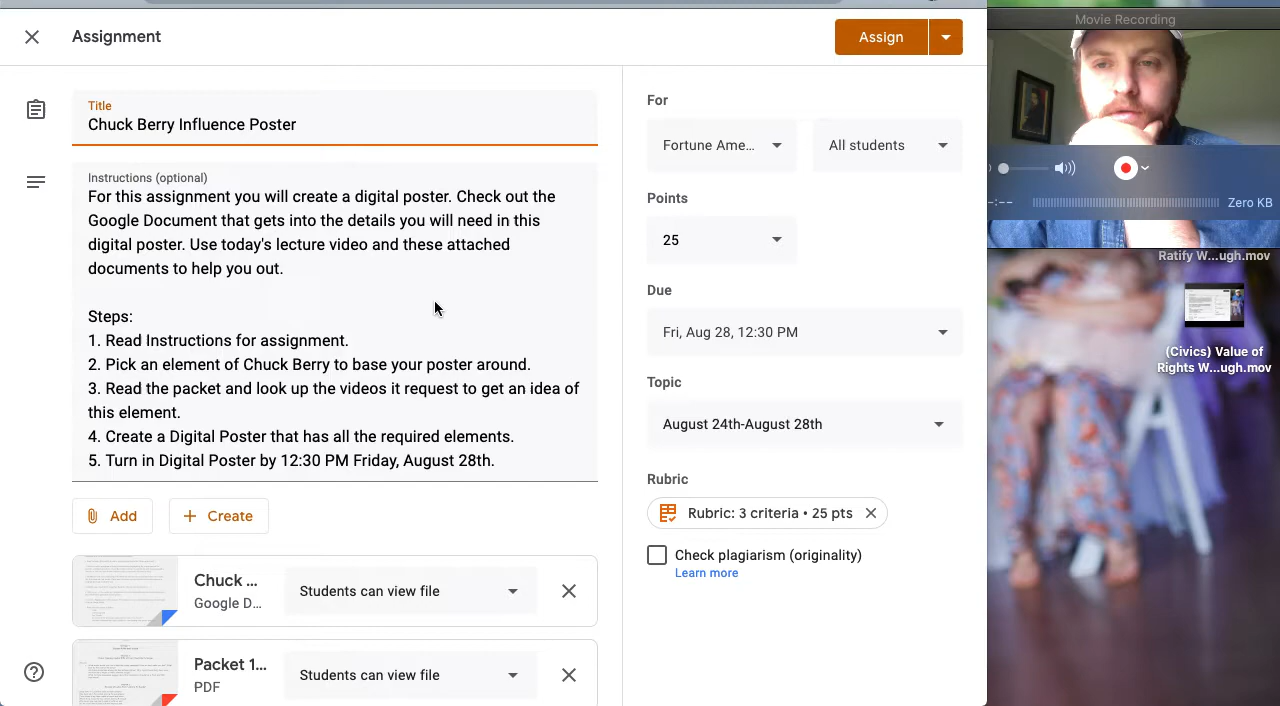 Assignment
Assign
Title
Chuck Berry Influence Poster
Instructions (optional)
For this assignment you will create a digital poster. Check out the
Google Document that gets into the details you will need in this
digital poster. Use today's lecture video and these attached
documents to help you out.
Steps:
1. Read Instructions for assignment.
2. Pick an element of Chuck Berry to base your poster around.
3. Read the packet and look up the videos it request to get an idea of
this element.
4. Create a Digital Poster that has all the required elements.
5. Turn in Digital Poster by 12:30 PM Friday, August 28th.
Add
Create
Chuck ...
Google D...
Students can view file
Packet 1...
PDF
Students can view file
For
Fortune Ame...
All students
Points
25
Due
Fri, Aug 28, 12:30 PM
Topic
August 24th-August 28th
Rubric
Rubric: 3 criteria • 25 pts
Check plagiarism (originality)
Learn more
Movie Recording
-:--
Zero KB
Ratify W...ugh.mov
(Civics) Value of
Rights W...ugh.mov